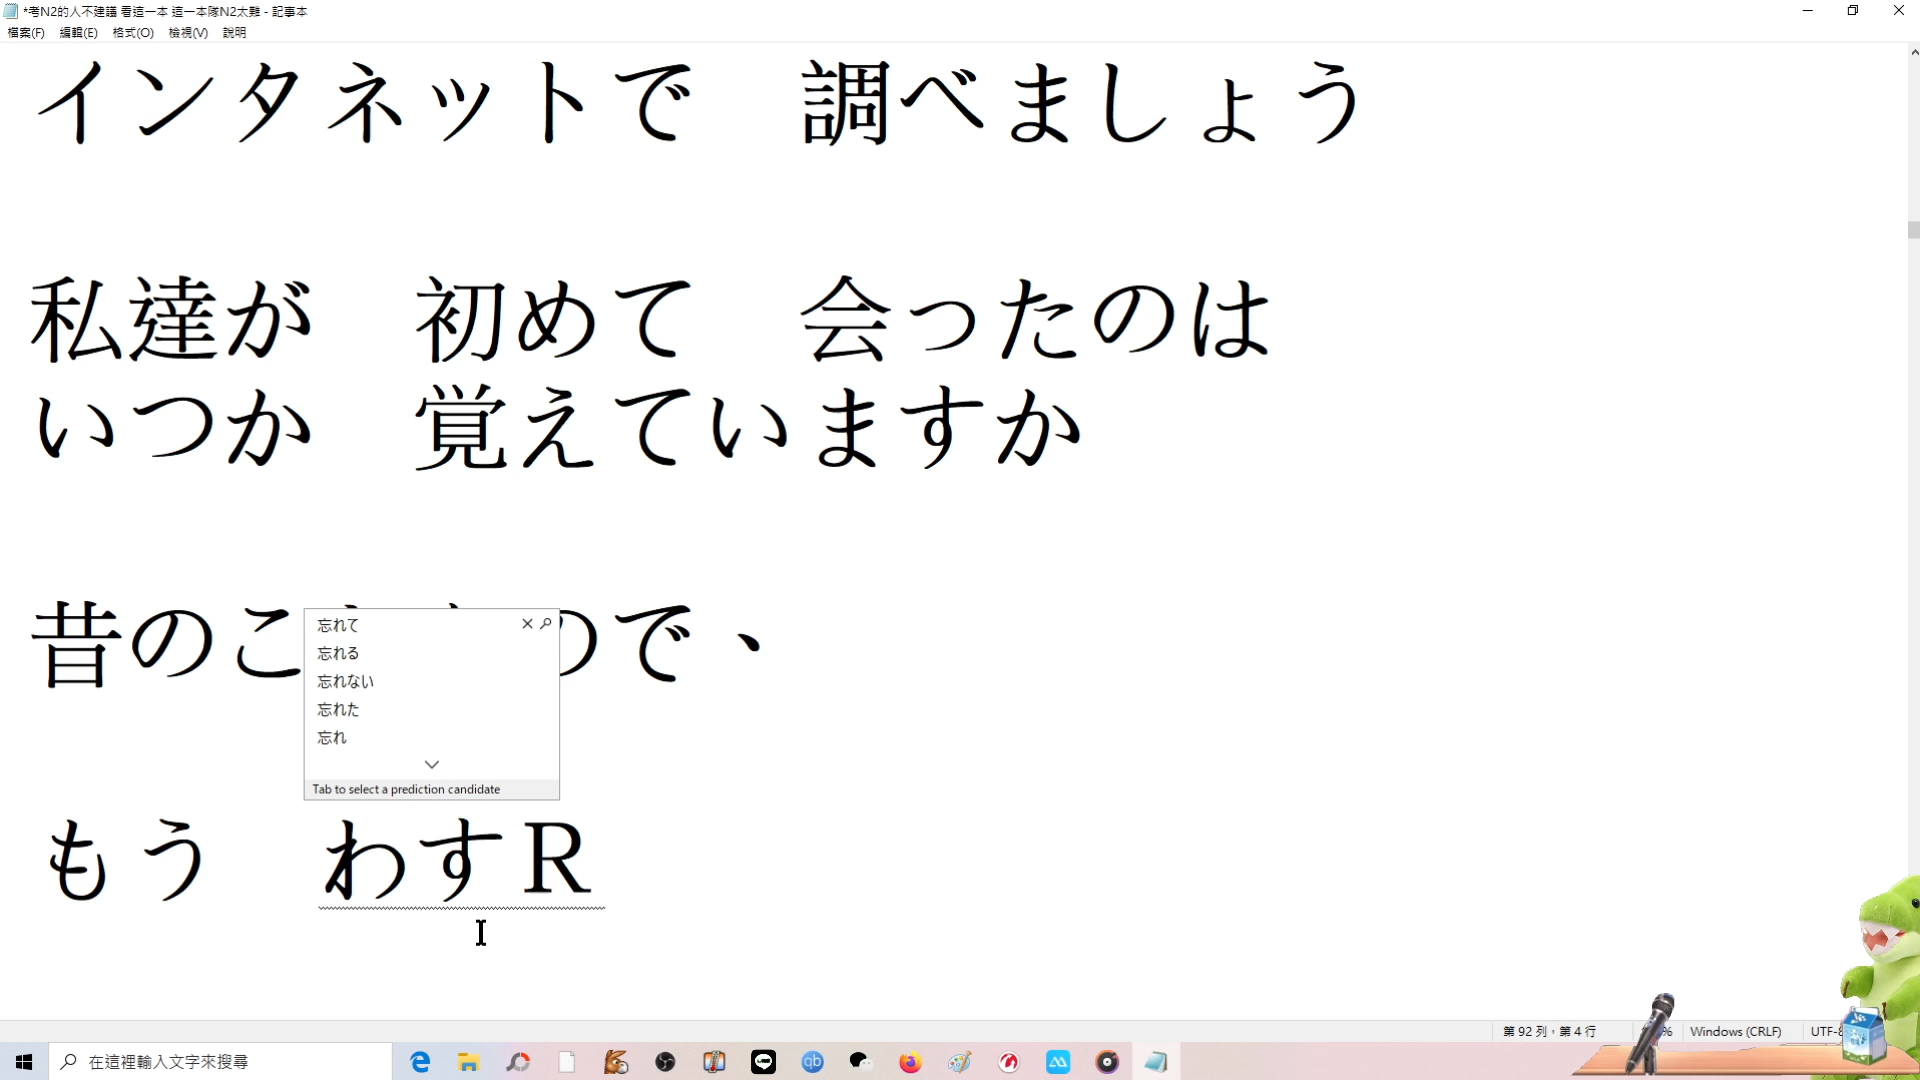 *考N2的人不建議 看這一本 這一本隊N2太難 - 記事本
檔案(F) 編輯(E) 格式(O) 檢視(V) 說明
インタネットで　調べましょう
私達が　初めて　会ったのは
いつか　覚えていますか
昔のこ
ので、
忘れて
忘れる
忘れない
忘れた
忘れ
Tab to select a prediction candidate
もう　わすR
第 92 列，第 4 行 % Windows (CRLF) UTF-8
在這裡輸入文字來搜尋